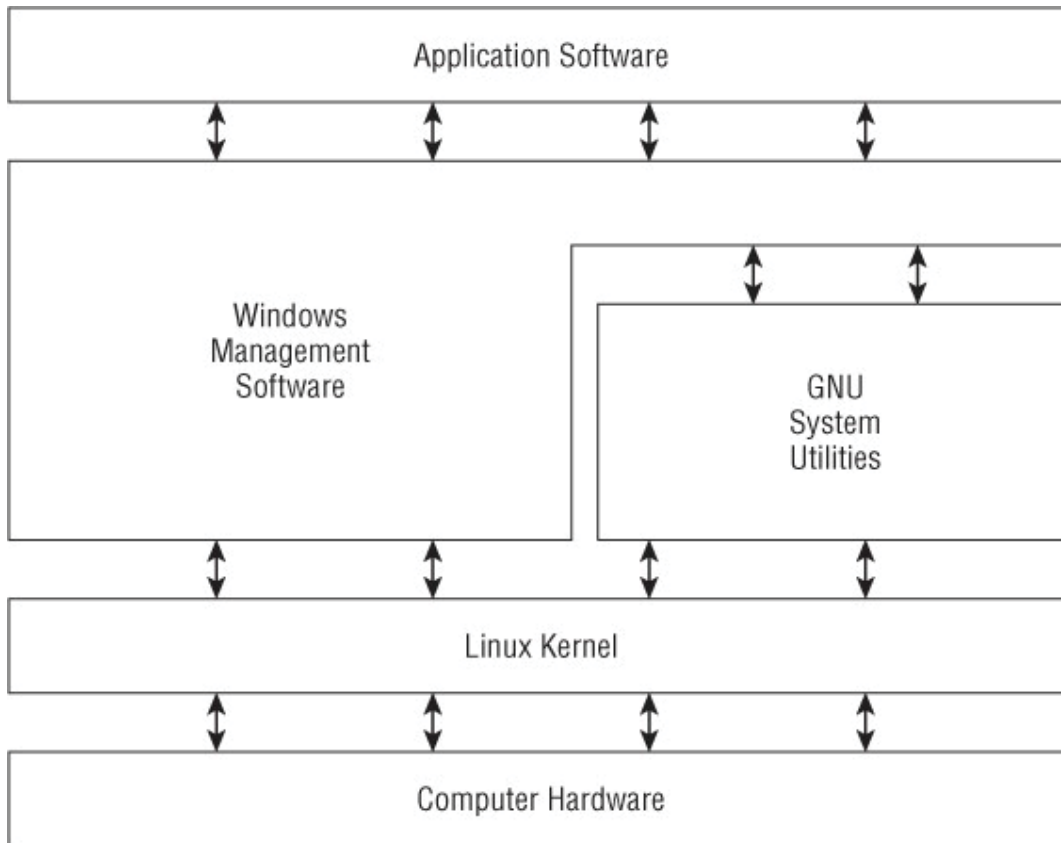 Application Software
Windows
Management
Software
GNU
System
Utilities
Linux Kernel
Computer Hardware